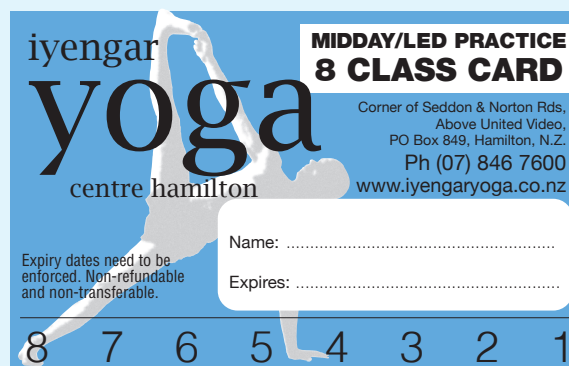 iyengar
yoga
centre hamilton
MIDDAY/LED PRACTICE
8 CLASS CARD
Corner of Seddon & Norton Rds,
Above United Video,
PO Box 849, Hamilton, N.Z.
Ph (07) 846 7600
www.iyengaryoga.co.nz
Name: .........................................................
Expires: ........................................................
Expiry dates need to be
enforced. Non-refundable
and non-transferable.
8 7 6 5 4 3 2 1